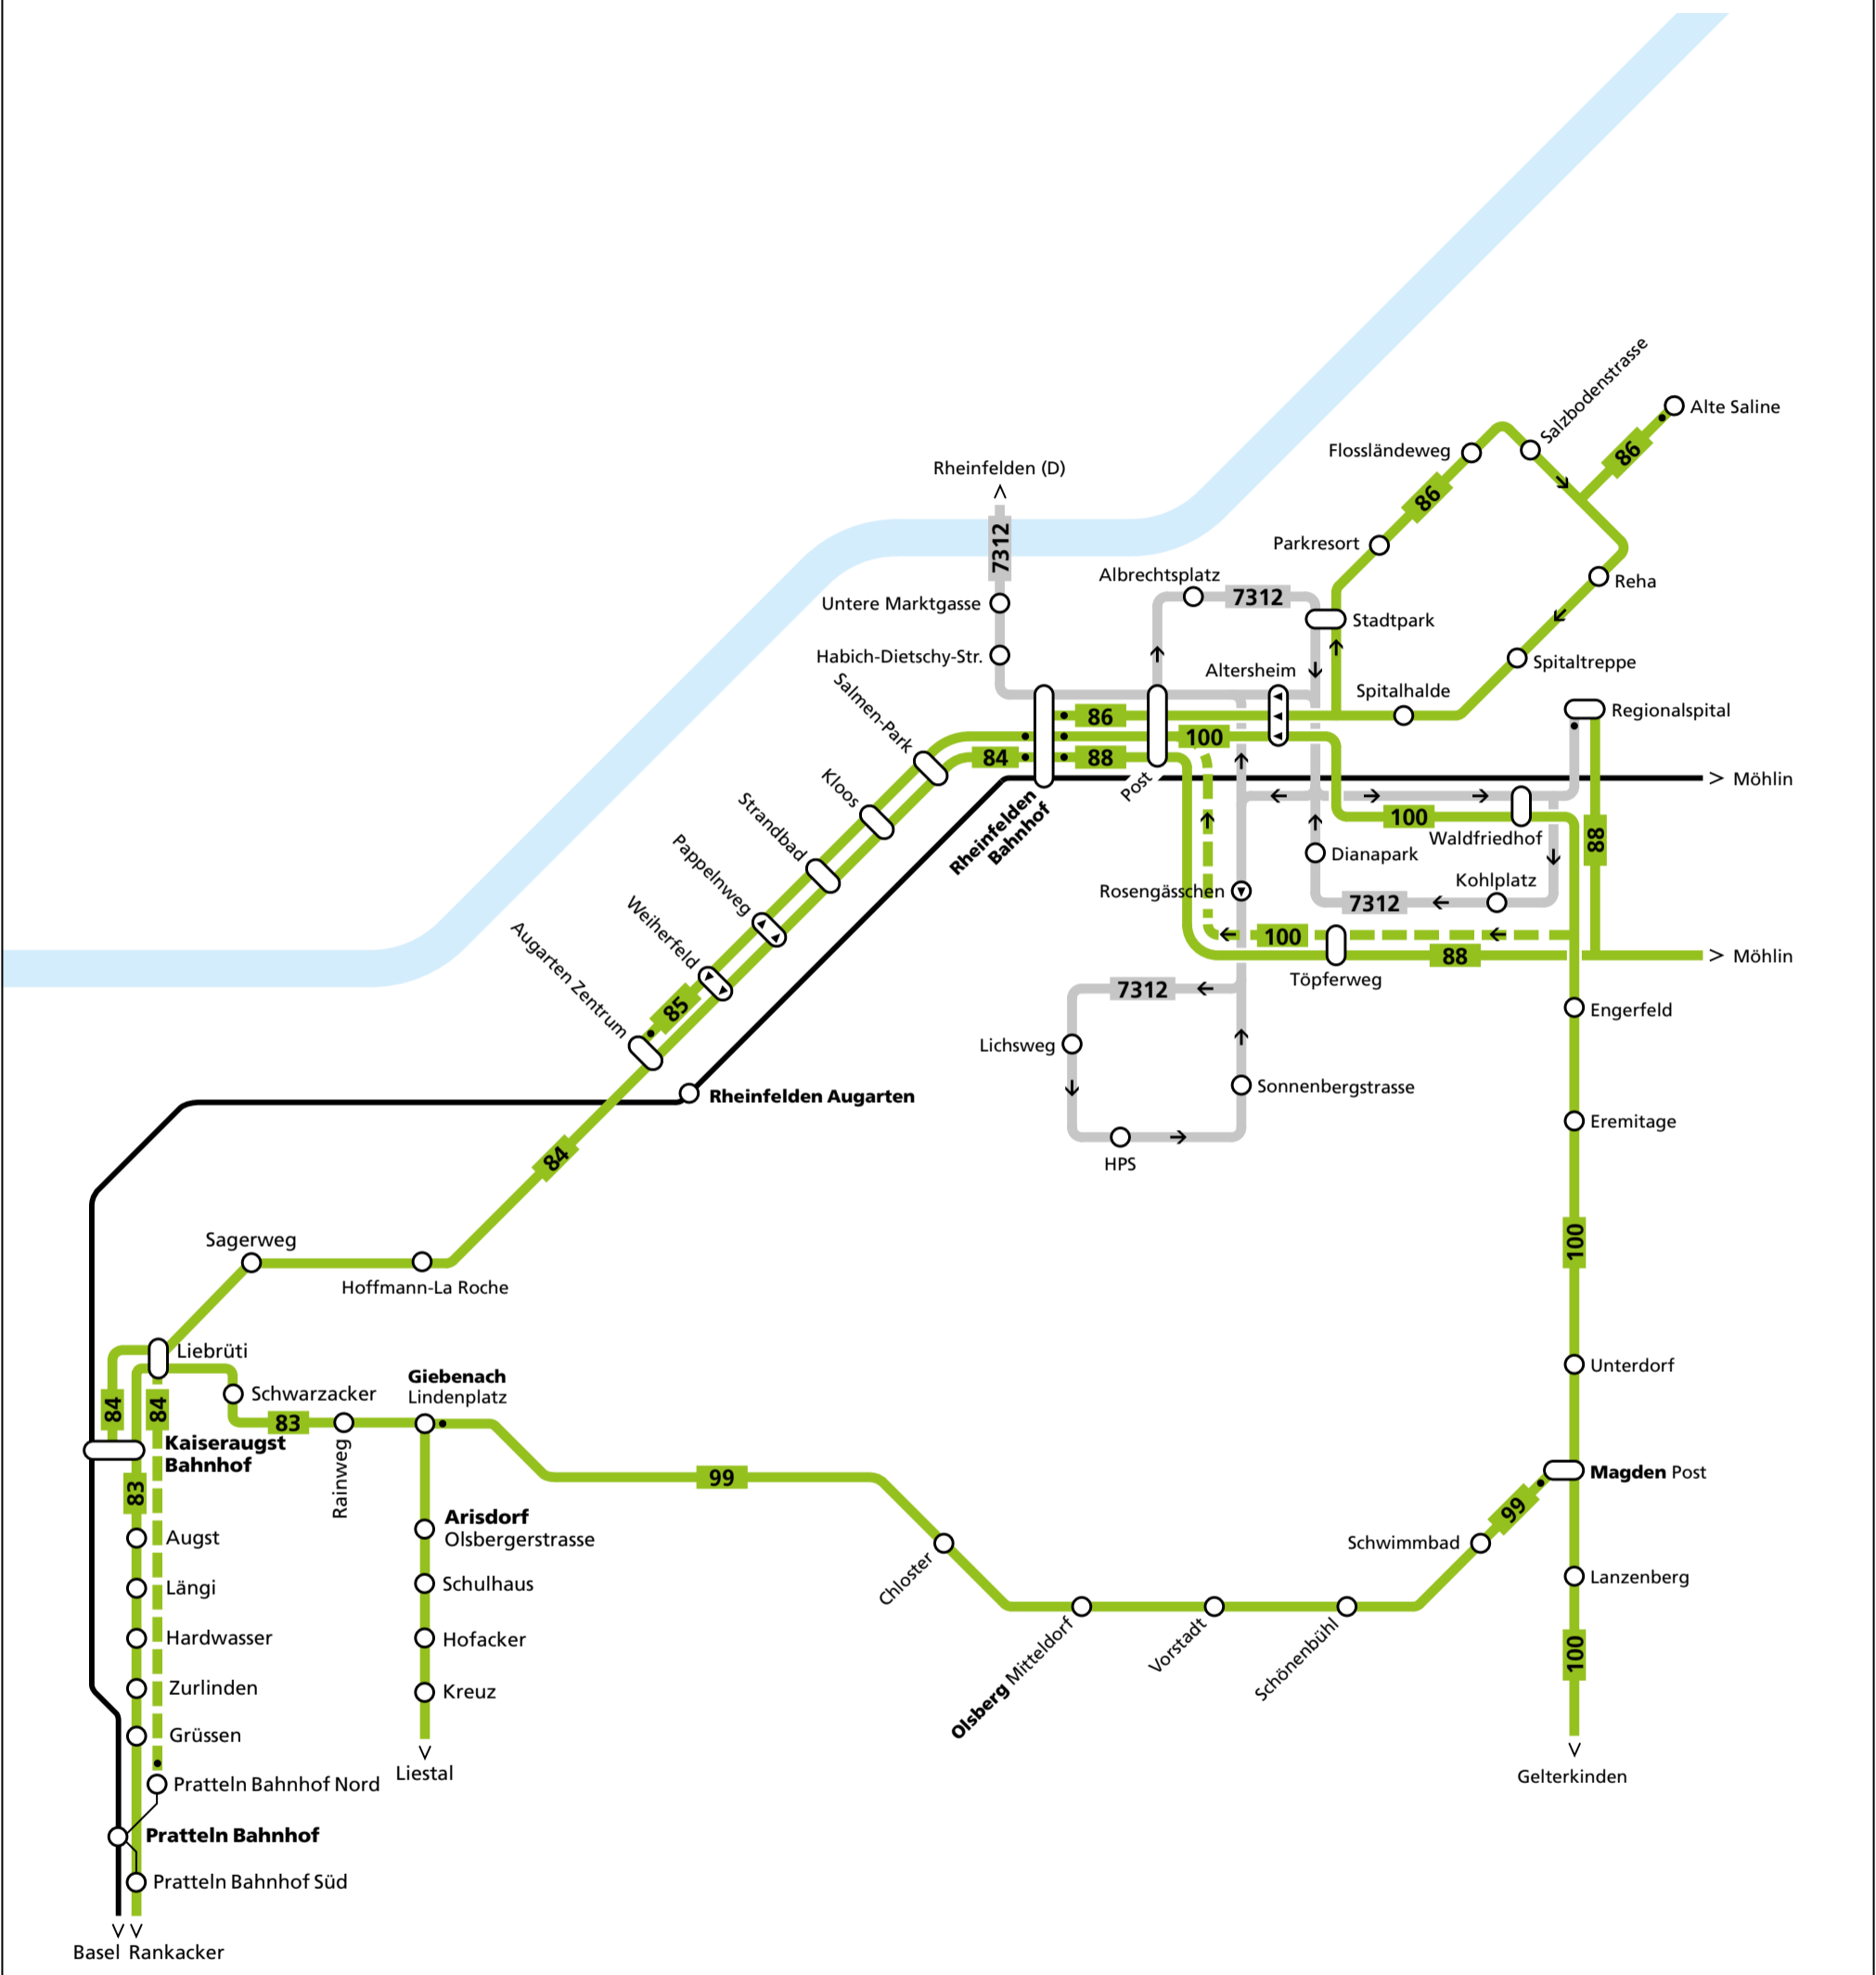 Salzbodenstrasse
Alte Saline
86
Flossländeweg
86
Rheinfelden (D)
7312
Parkresort
Albrechtsplatz
7312
Reha
Untere Marktgasse
Stadtpark
Habich-Dietschy-Str.
Altersheim
Spitaltreppe
Spitalhalde
Salmen-Park
86
100
84
88
Regionalspital
Möhlin
Kloos
Post
Rheinfelden
Bahnhof
Strandbad
100
Waldfriedhof
88
Dianapark
Pappelnweg
Rosengässchen
Kohlplatz
7312
Weiherfeld
100
88
Möhlin
Augarten Zentrum
85
Töpferweg
7312
Engerfeld
Lichsweg
Sonnenbergstrasse
Rheinfelden Augarten
Eremitage
HPS
84
100
Sagerweg
Hoffmann-La Roche
Liebrüti
Unterdorf
84
84
Schwarzacker
83
Rainweg
Giebenach
Lindenplatz
Kaiseraugst
Bahnhof
99
Magden Post
83
99
Arisdorf
Olsbergerstrasse
Augst
Schwimmbad
Chloster
Längi
Schulhaus
Lanzenberg
Hardwasser
Hofacker
Olsberg Mitteldorf
Vorstadt
Schönenbühl
100
Zurlinden
Kreuz
Grüssen
Liestal
Gelterkinden
Pratteln Bahnhof Nord
Pratteln Bahnhof
Pratteln Bahnhof Süd
Basel
Rankacker